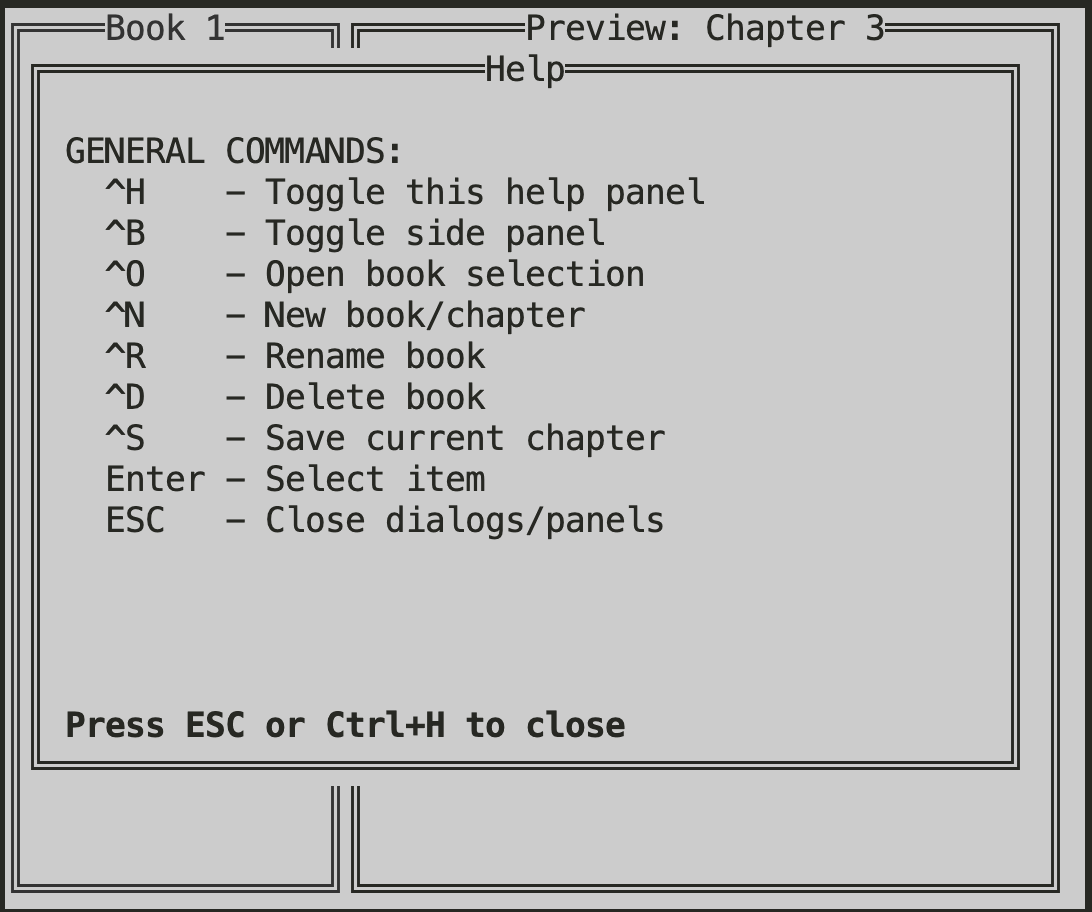 Book 1
Preview: Chapter 3
Help
GENERAL COMMANDS:
^H – Toggle this help panel
^B – Toggle side panel
^O – Open book selection
^N – New book/chapter
^R – Rename book
^D – Delete book
^S – Save current chapter
Enter – Select item
ESC – Close dialogs/panels
Press ESC or Ctrl+H to close